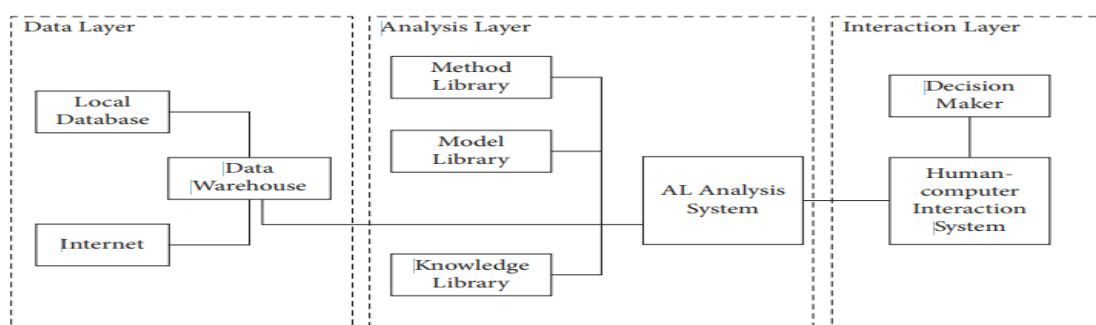 Data Layer
Local
Database
Data
Warehouse
Internet
Analysis Layer
Method
Library
Model
Library
Knowledge
Library
AL Analysis
System
Interaction Layer
Decision
Maker
Human-
computer
Interaction
System